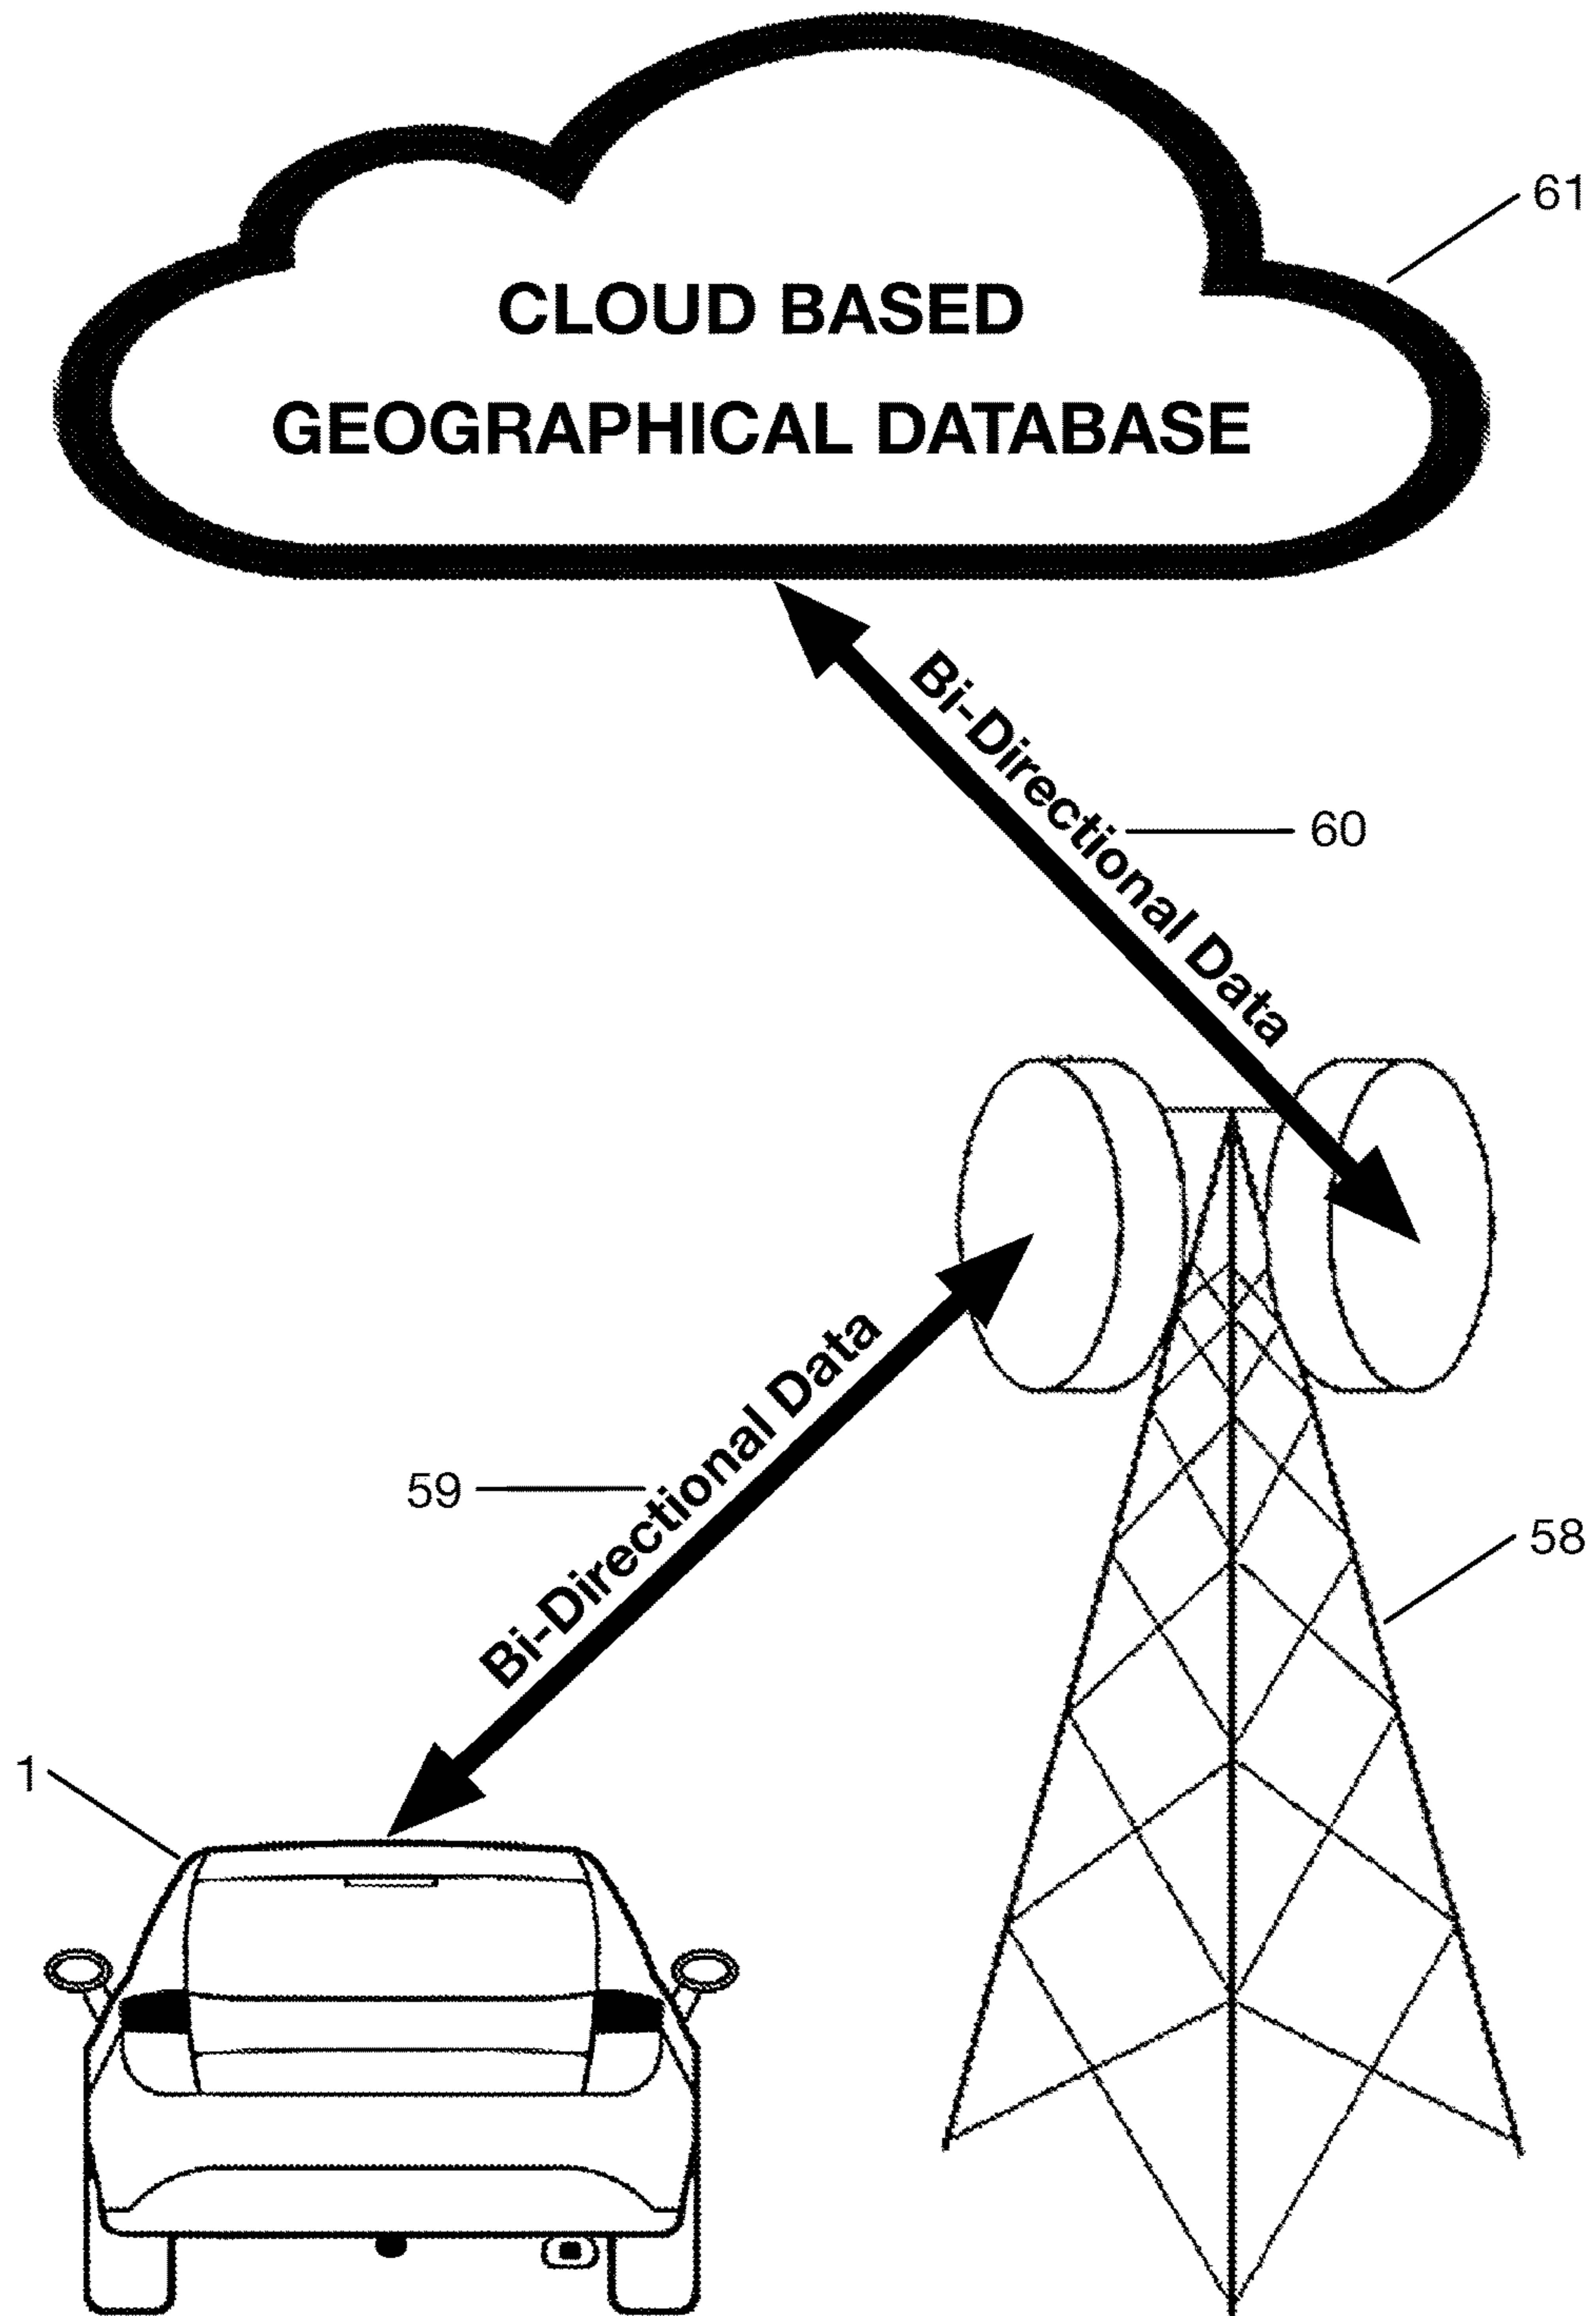 61
CLOUD BASED
GEOGRAPHICAL DATABASE
Bi-Directional Data
60
Bi-Directional Data
59
58
1